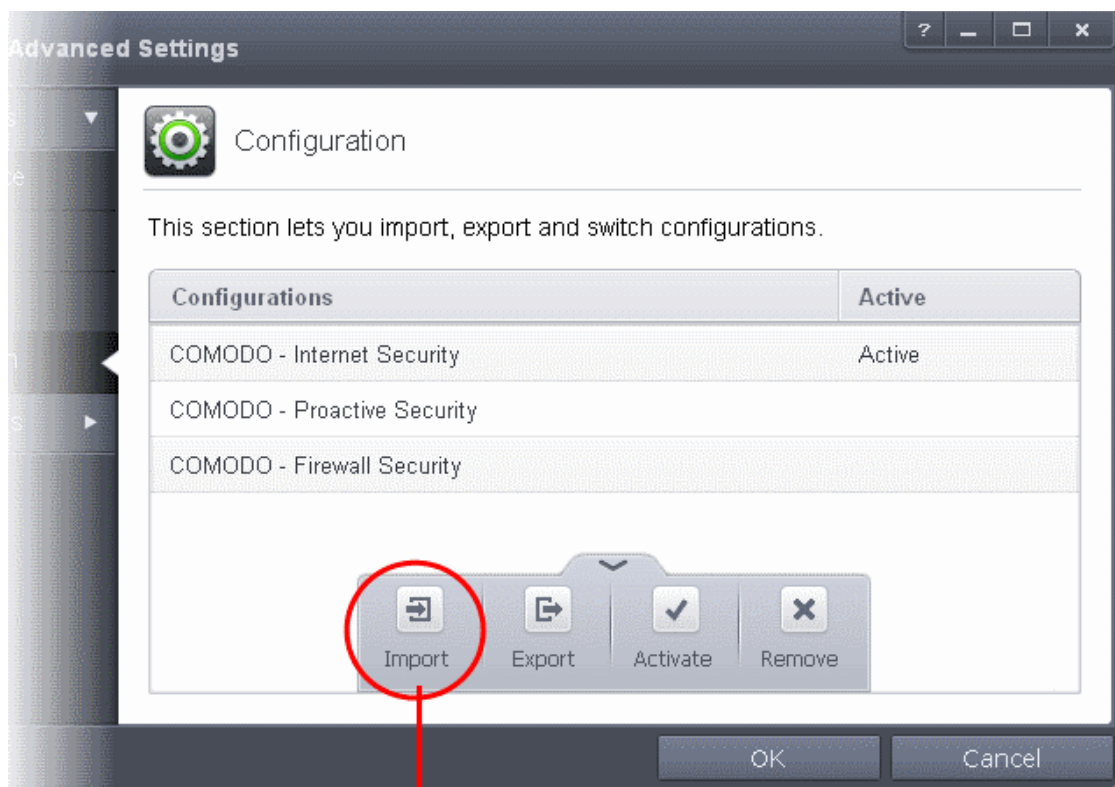 Advanced Settings
?
Configuration
This section lets you import, export and switch configurations.
Configurations Active
COMODO - Internet Security Active
COMODO - Proactive Security
COMODO - Firewall Security
Import Export Activate Remove
OK Cancel